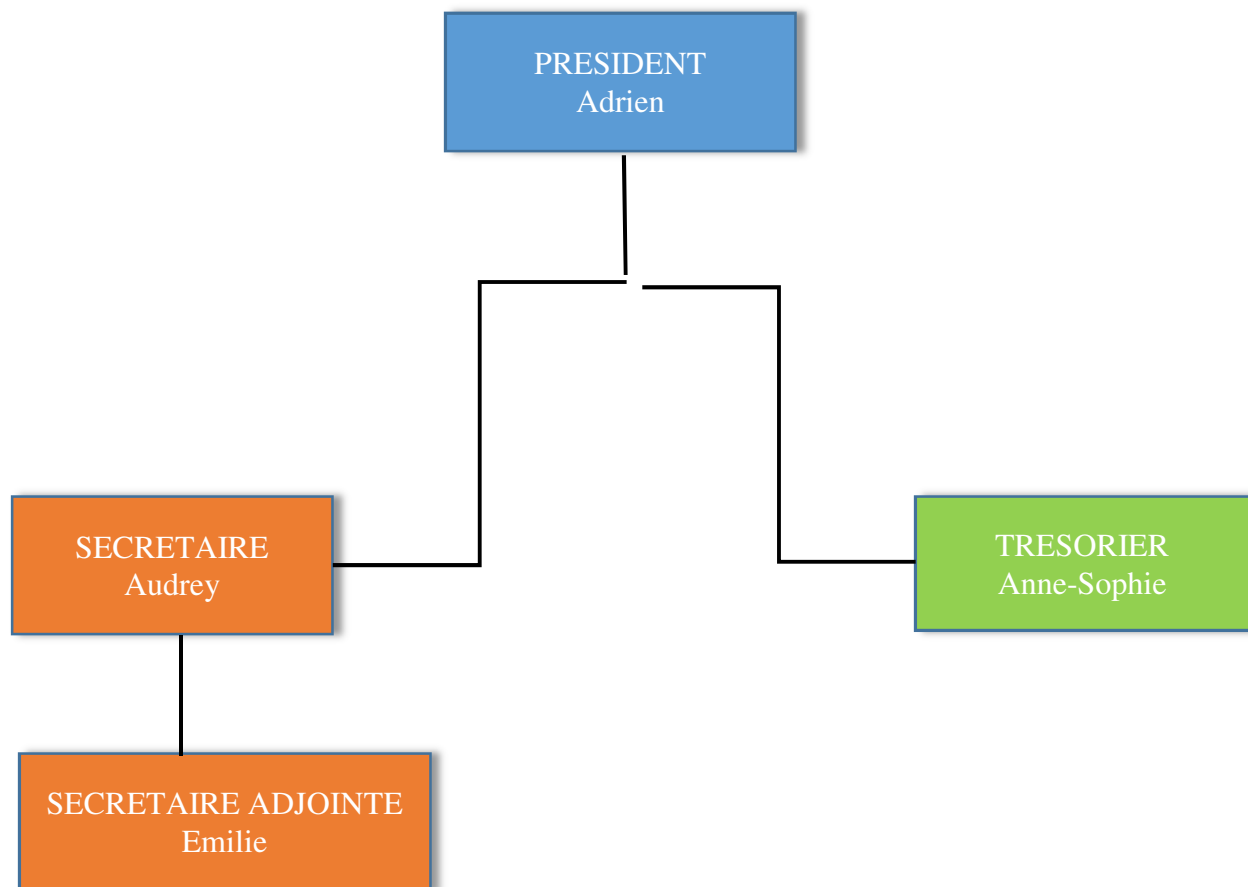 PRESIDENT
Adrien
SECRETAIRE
Audrey
TRESORIER
Anne-Sophie
SECRETAIRE ADJOINTE
Emilie